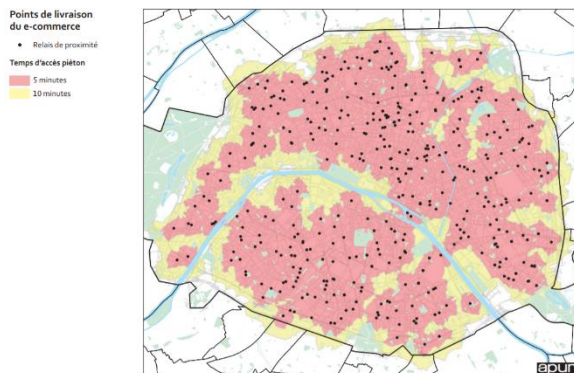 Points de livraison
du e-commerce
Relais de proximité
Temps d'accès piéton
5 minutes
10 minutes
apur